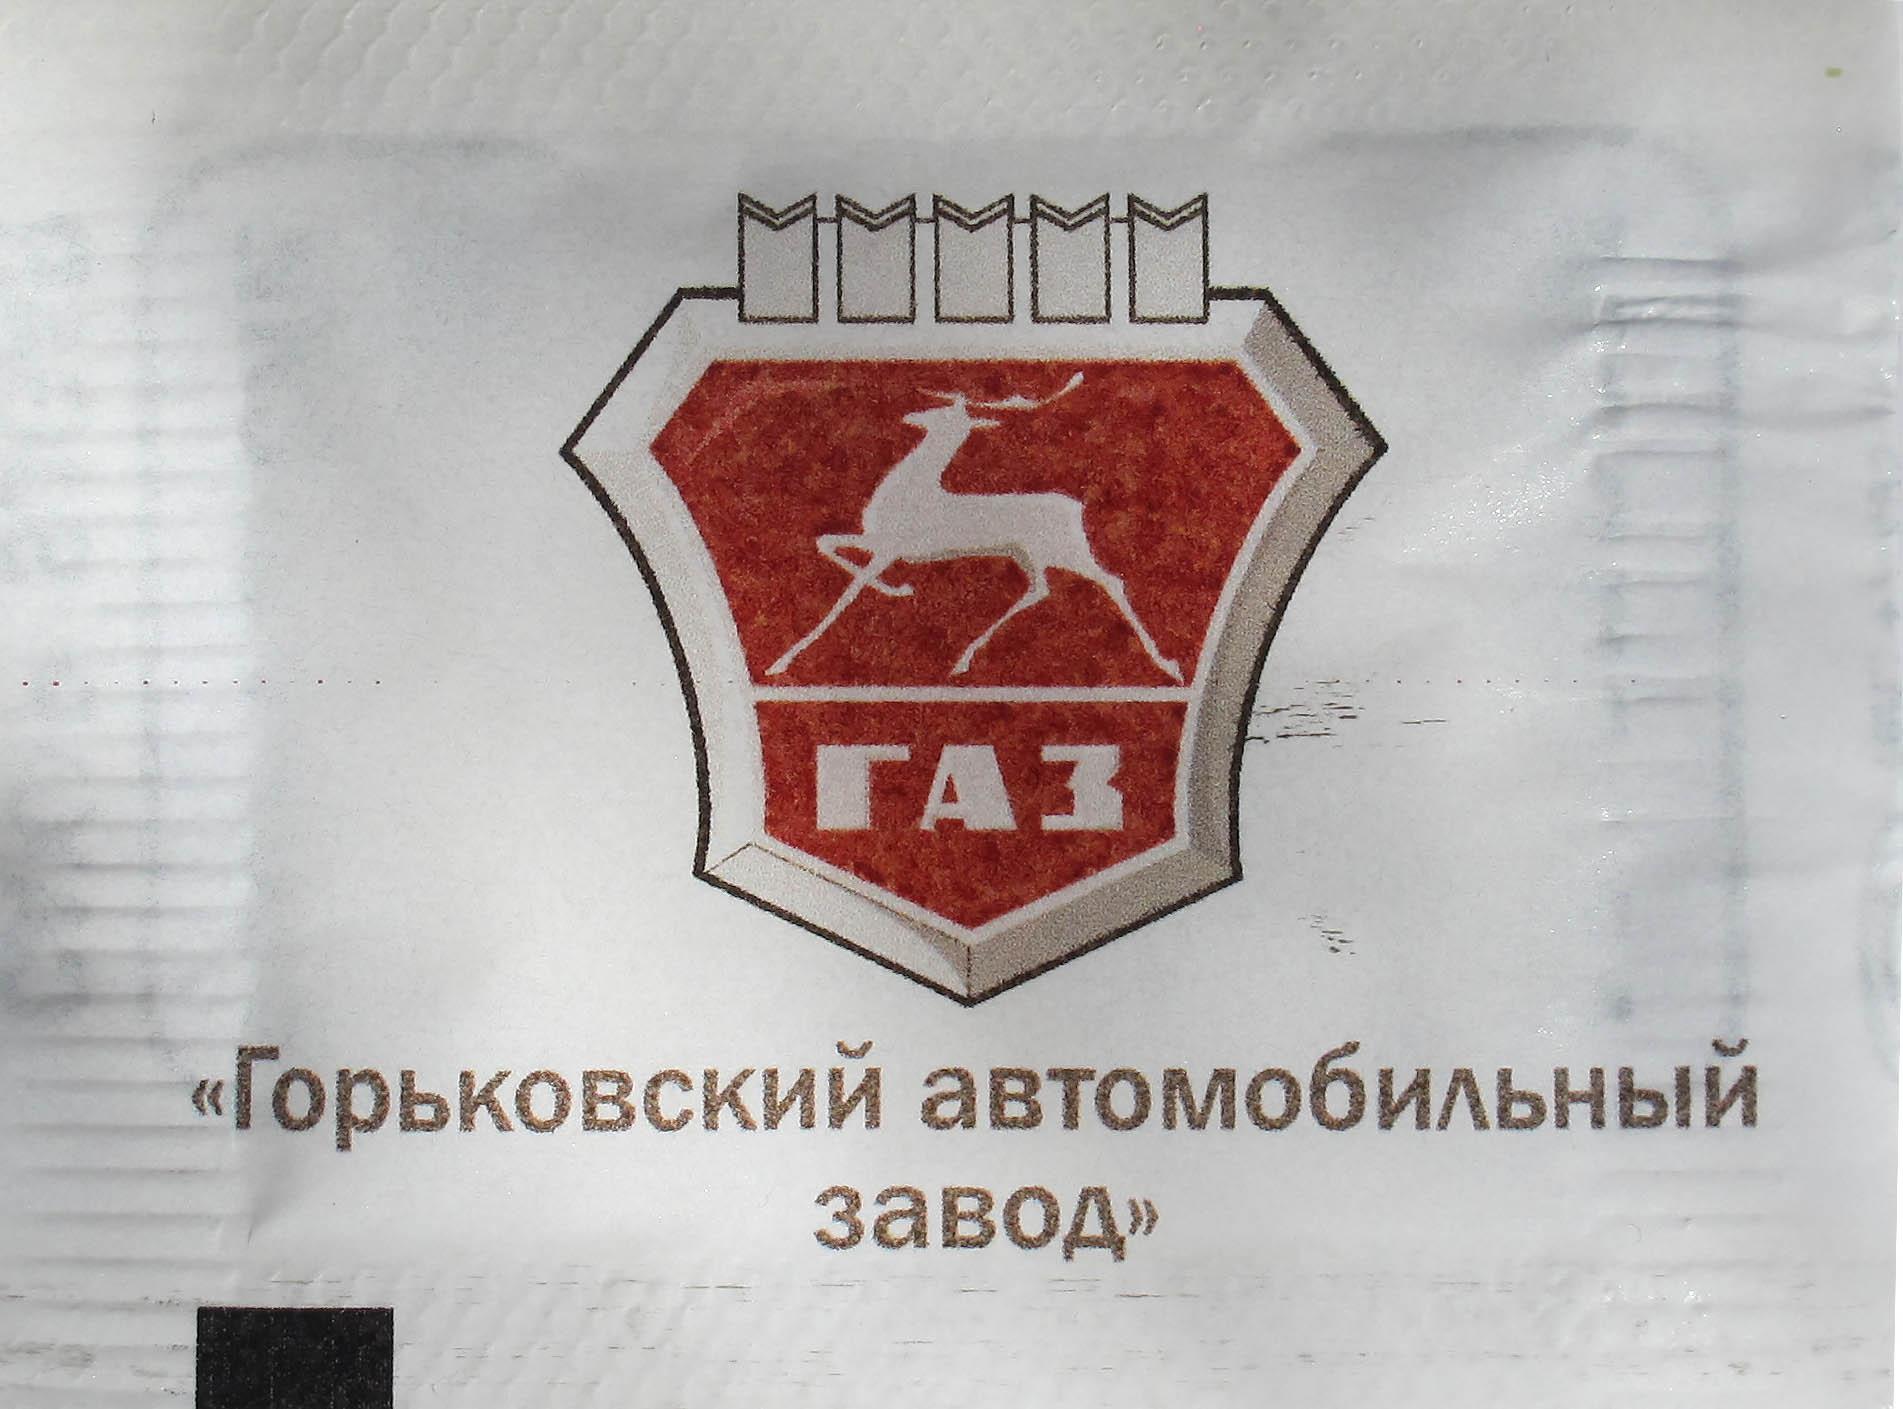 ГАЗ
«Горьковский автомобильный
завод»